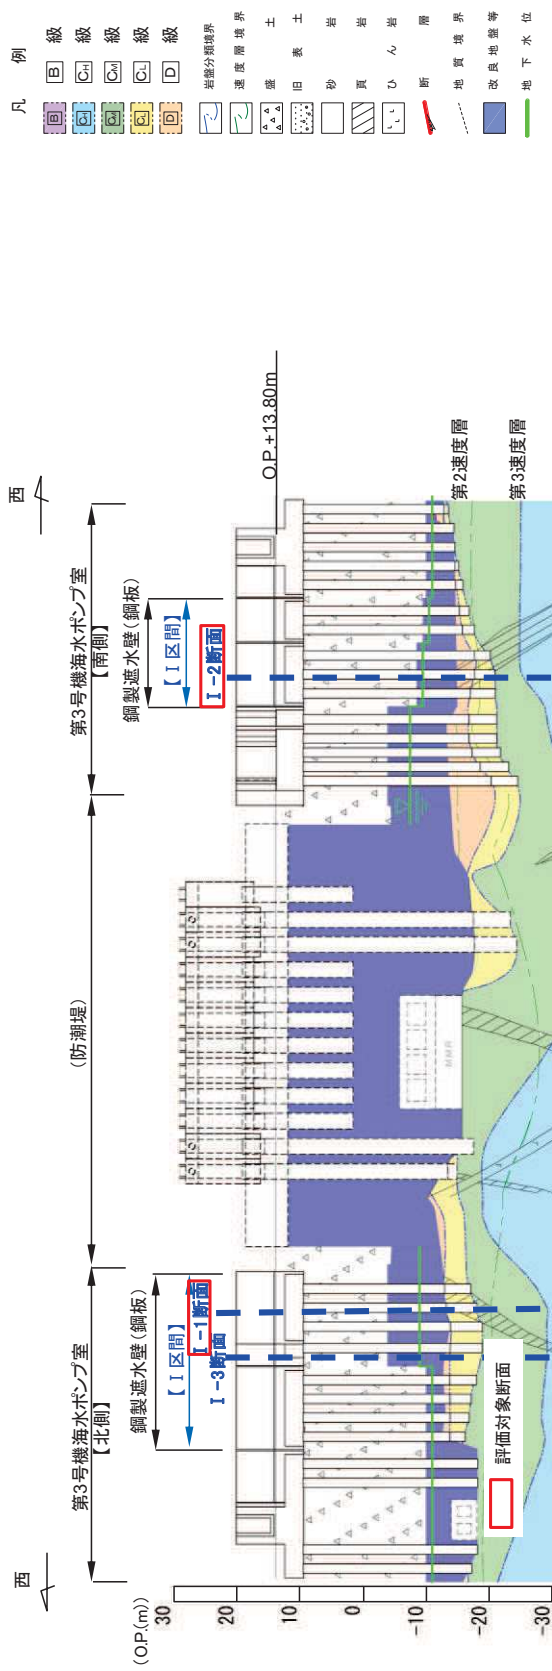 凡 例
B 級
CH 級
CM 級
CL 級
D 級
B
CH
CM
CL
D
岩盤分類境界
速度層境界
盛 土
旧 表 土
砂 岩
頁 岩
ひ ん 岩
断 層
地質境界
改良地盤等
地下水位
西
西
第3号機海水ポンプ室
【北側】
鋼製遮水壁(鋼板)
【Ⅰ区間】
Ⅰ-1断面
Ⅰ-3断面
(防潮堤)
第3号機海水ポンプ室
【南側】
鋼製遮水壁(鋼板)
【Ⅰ区間】
Ⅰ-2断面
O.P.+13.80m
第2速度層
第3速度層
評価対象断面
(O.P.(m))
30
20
10
0
-10
-20
-30